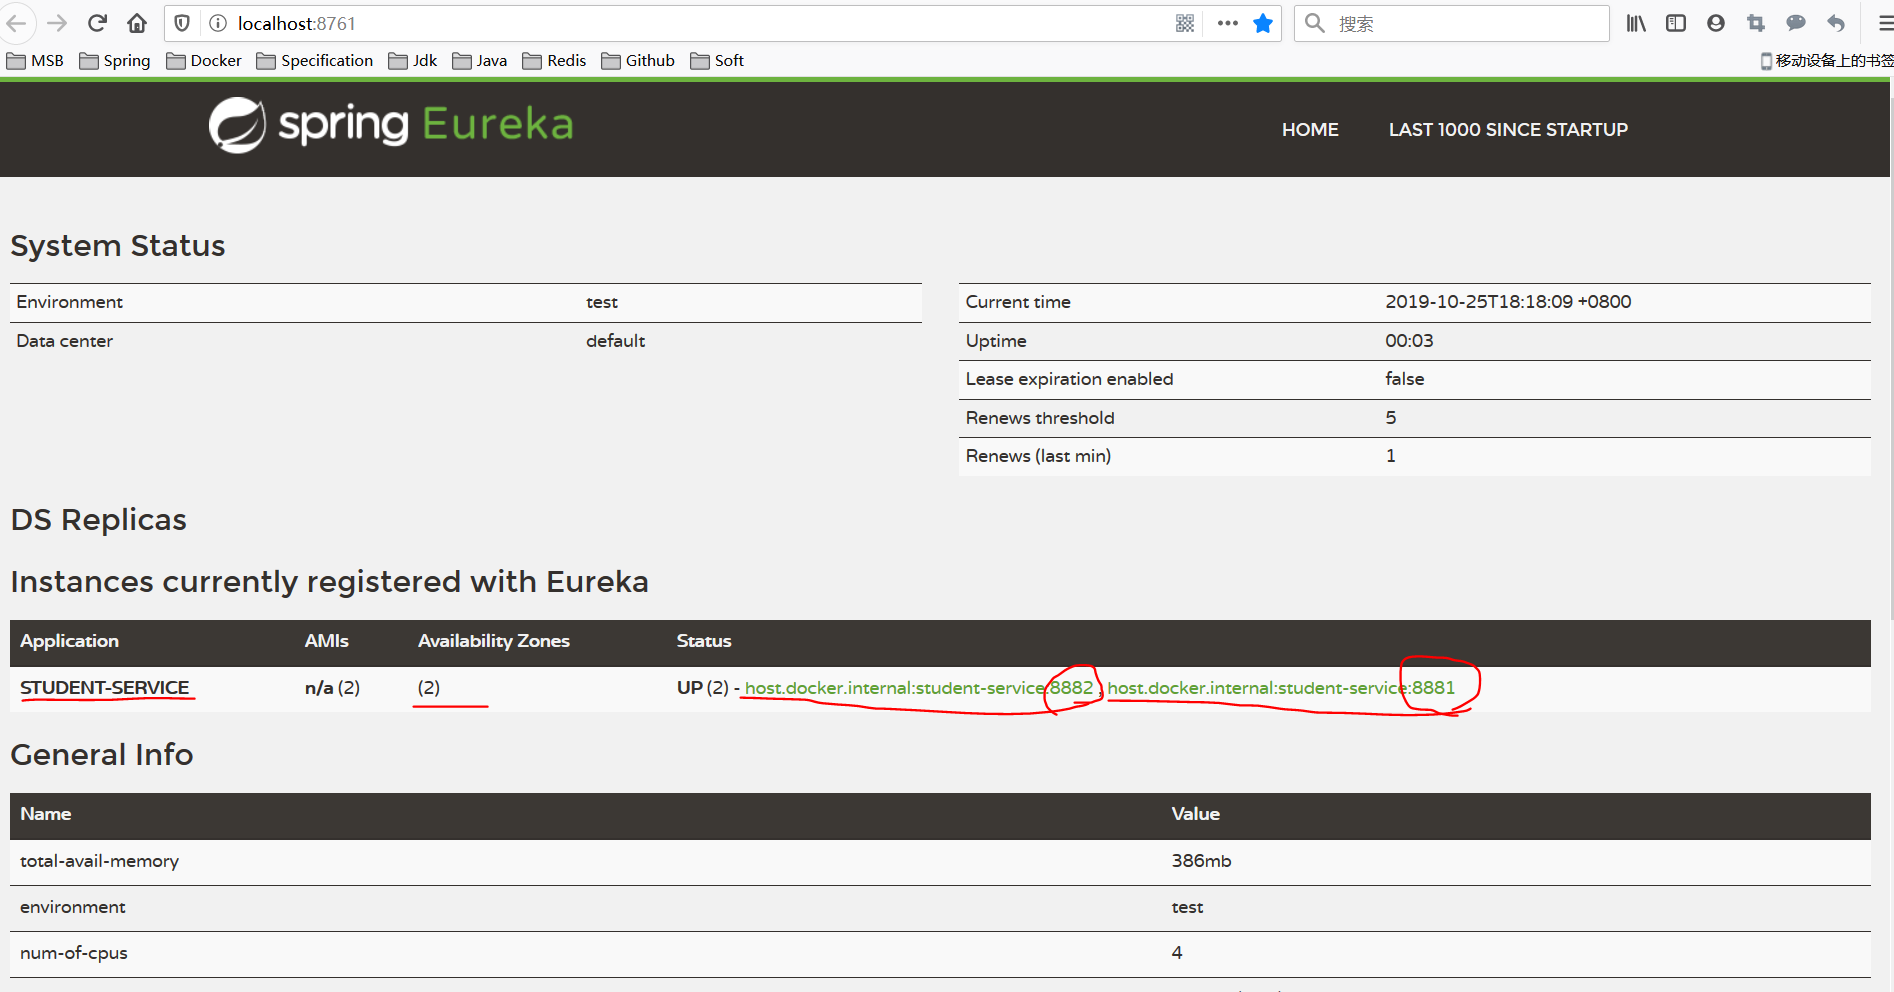 localhost:8761
搜索
MSB Spring Docker Specification Jdk Java Redis Github Soft 移动设备上的书签
spring Eureka HOME LAST 1000 SINCE STARTUP
System Status
Environment test Current time 2019-10-25T18:18:09 +0800
Data center default Uptime 00:03
Lease expiration enabled false
Renews threshold 5
Renews (last min) 1
DS Replicas
Instances currently registered with Eureka
Application AMIs Availability Zones Status
STUDENT-SERVICE n/a (2) (2) UP (2) - host.docker.internal:student-service:8882 , host.docker.internal:student-service:8881
General Info
Name Value
total-avail-memory 386mb
environment test
num-of-cpus 4